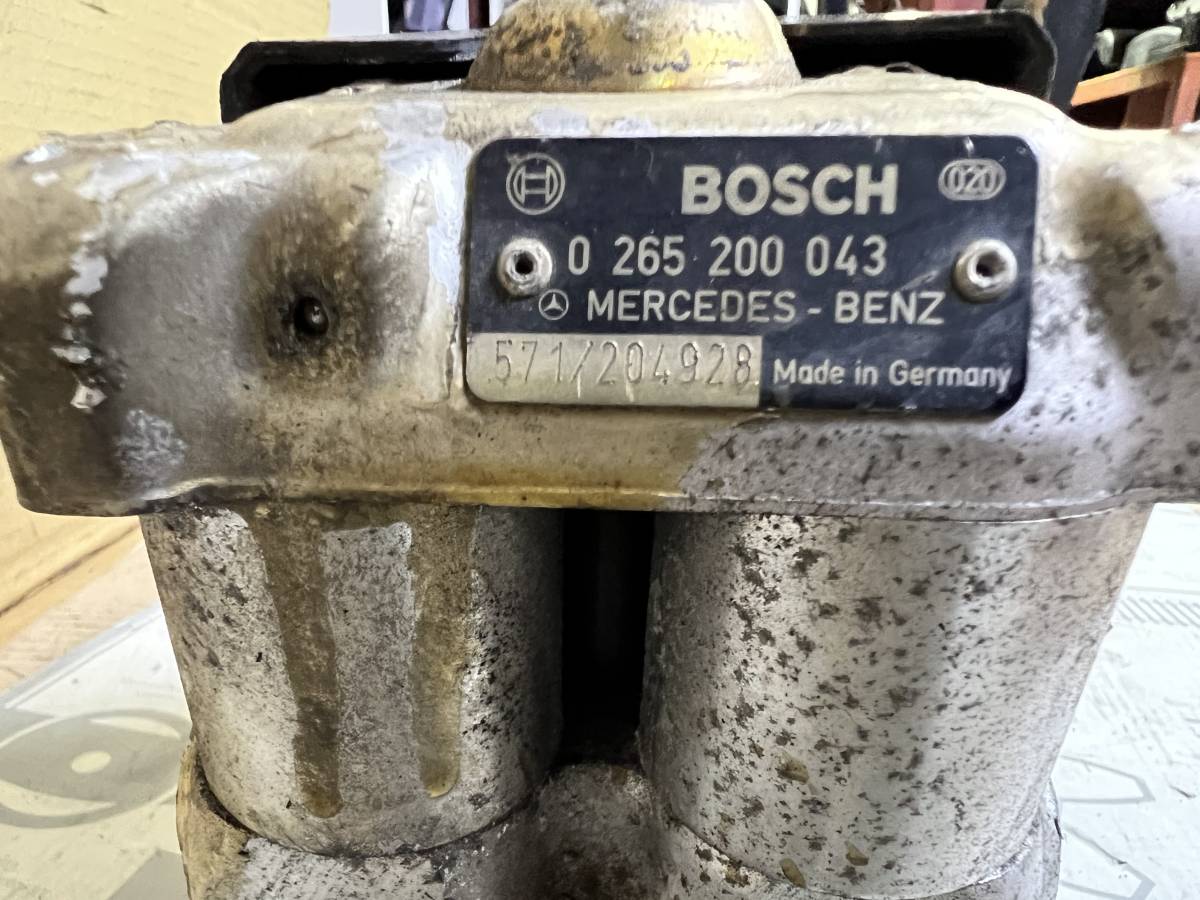 BOSCH 020
0 265 200 043
MERCEDES - BENZ
571/204928 Made in Germany